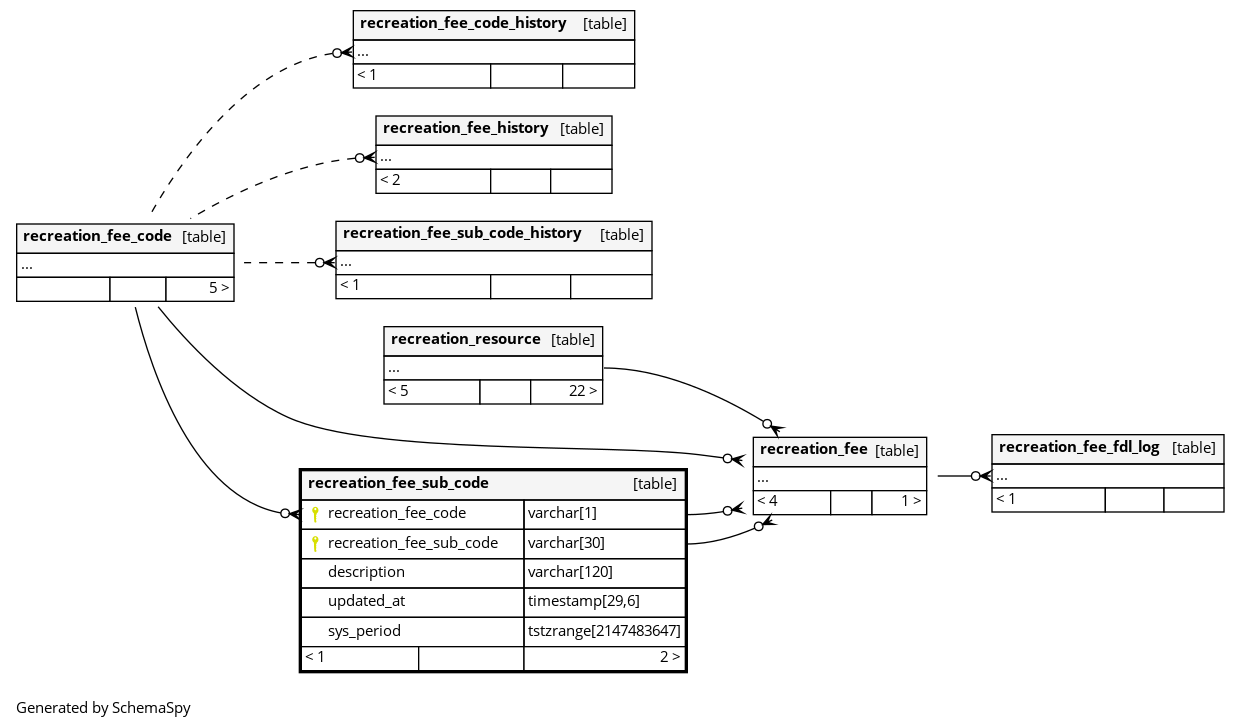 recreation_fee_code_history [table]
...
< 1
recreation_fee_history [table]
...
< 2
recreation_fee_code [table]
...
5 >
recreation_fee_sub_code_history [table]
...
< 1
recreation_resource [table]
...
< 5 22 >
recreation_fee [table]
...
< 4 1 >
recreation_fee_fdl_log [table]
...
< 1
recreation_fee_sub_code [table]
recreation_fee_code varchar[1]
recreation_fee_sub_code varchar[30]
description varchar[120]
updated_at timestamp[29,6]
sys_period tstzrange[2147483647]
< 1 2 >
Generated by SchemaSpy